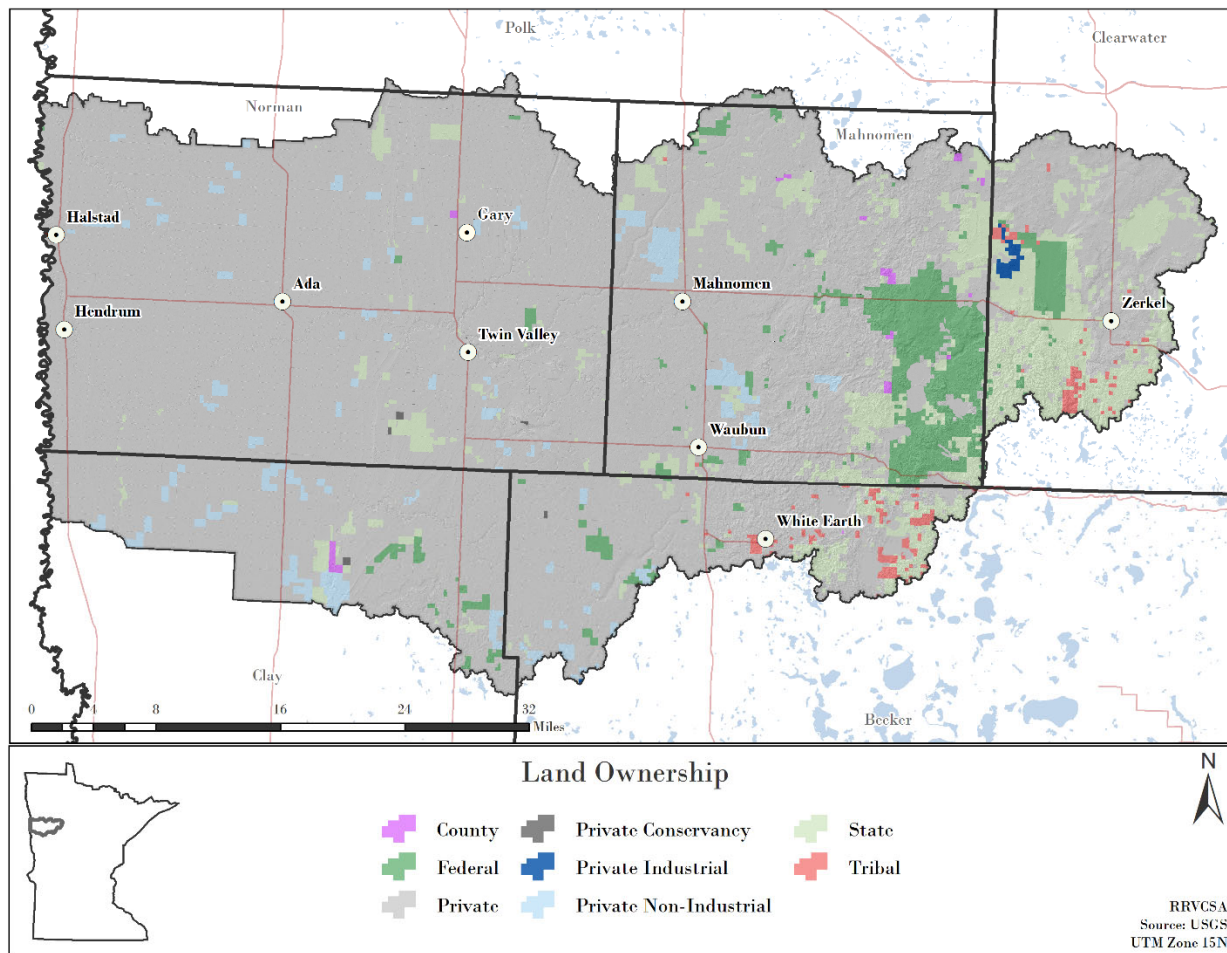 Polk
Clearwater
Norman
Mahnomen
Halstad
Gary
Ada
Mahnomen
Hendrum
Zerkel
Twin Valley
Waubun
White Earth
Clay
Becker
0 4 8 16 24 32
Miles
Land Ownership
N
County Private Conservancy State
Federal Private Industrial Tribal
Private Private Non-Industrial
RRVCSA
Source: USGS
UTM Zone 15N